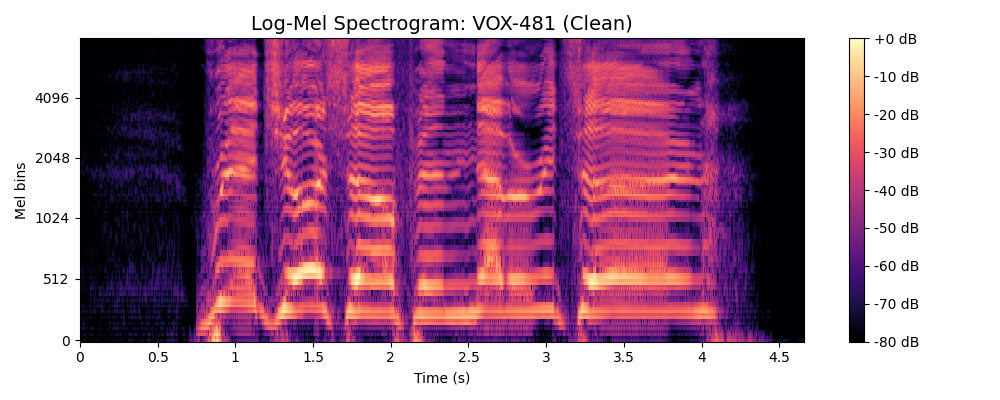 Log-Mel Spectrogram: VOX-481 (Clean)
Mel bins
4096
2048
1024
512
0
0 0.5 1 1.5 2 2.5 3 3.5 4 4.5
Time (s)
+0 dB
-10 dB
-20 dB
-30 dB
-40 dB
-50 dB
-60 dB
-70 dB
-80 dB